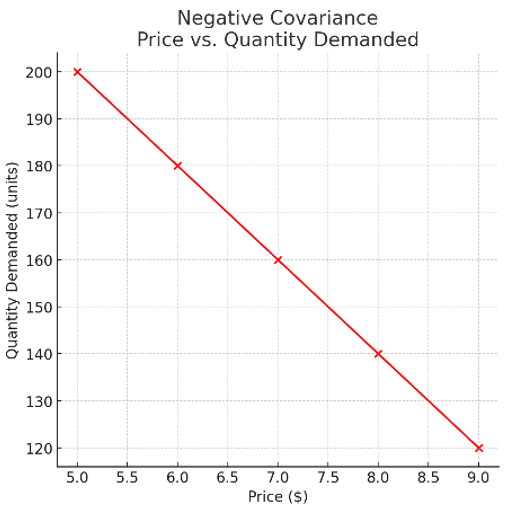 Negative Covariance
Price vs. Quantity Demanded
Quantity Demanded (units)
200
190
180
170
160
150
140
130
120
5.0 5.5 6.0 6.5 7.0 7.5 8.0 8.5 9.0
Price ($)